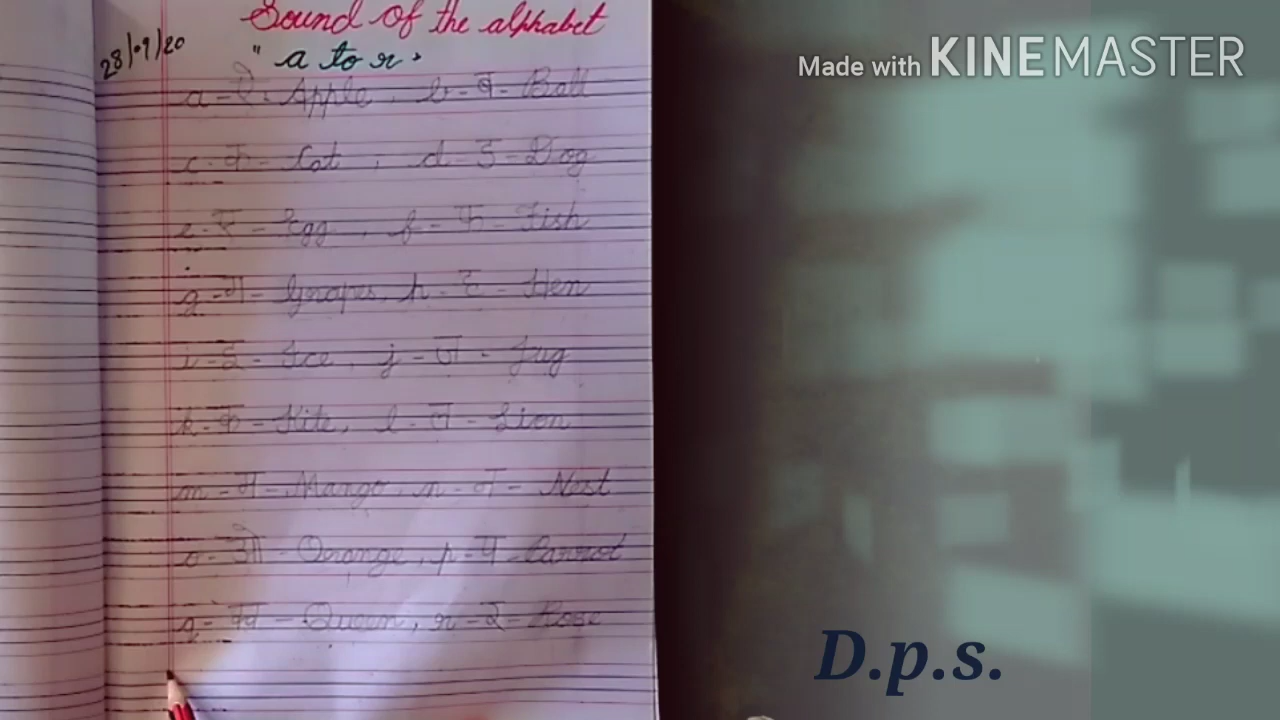 Sound of the alphabet
28/09/20
" a to r "
a - ऐ - Apple , b - ब - Ball
c - क - Cat , d - ड - Dog
e - ए - Egg , f - फ - Fish
g - ग - Grapes, h - ह - Hen
i - इ - Ice , j - ज - Jug
k - क - Kite, l - ल - Lion
m - म - Mango, n - न - Nest
o - ओ - Orange, p - प - Parrot
q - क्व - Queen, r - र - Rose
Made with KINEMASTER
D.p.s.